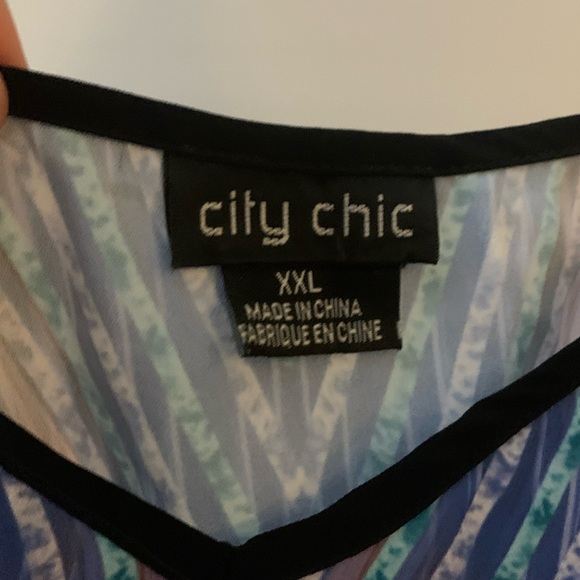 city chic
XXL
MADE IN CHINA
FABRIQUE EN CHINE